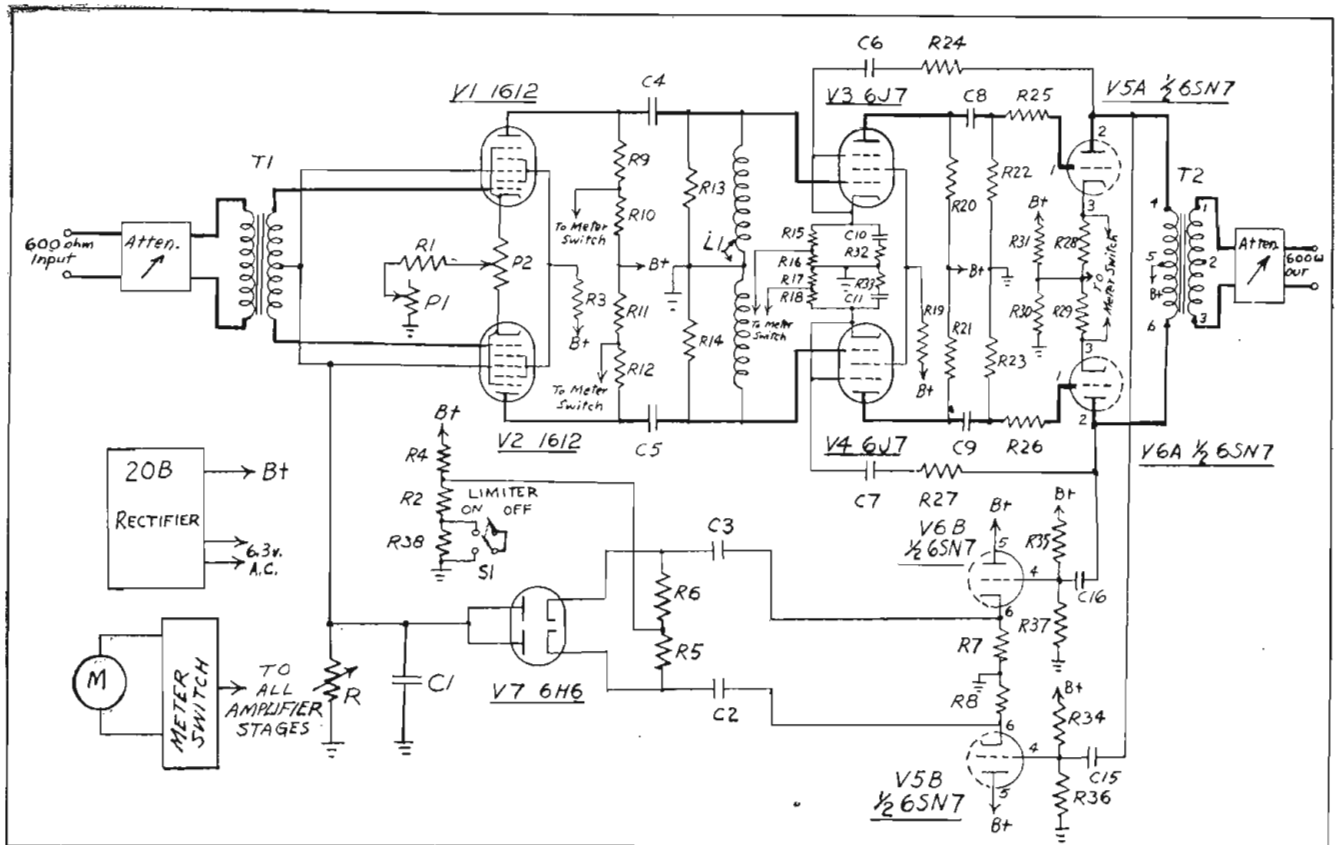 C6
R24
V1 1612
C4
V3 6J7
C8
R25
V5A ½ 6SN7
T1
R9
R13
R10
To Meter
Switch
R20
R22
1
2
3
T2
4
1
600 ohm
Input
Atten.
R1
P2
P1
L1
B+
R3
B+
R15
R16
R17
R18
C10
R32
R33
C11
To Meter
Switch
B+
B+
R31
R28
R30
R29
TO
Meter Switch
5
B+
6
2
3
Atten.
600Ω
OUT
R11
R12
R14
To Meter
Switch
R19
B+
R21
R23
3
1
2
V2 1612
C5
V4 6J7
C9
R26
V6A ½ 6SN7
C7
R27
20B
RECTIFIER
B+
6.3v.
A.C.
B+
R4
R2
R38
LIMITER
ON OFF
S1
C3
V6B
½ 6SN7
B+
5
4
6
B+
R35
C16
R37
R6
R5
R7
R8
M
METER
SWITCH
TO
ALL
AMPLIFIER
STAGES
R
C1
V7 6H6
C2
6
4
5
B+
R34
C15
R36
V5B
½ 6SN7
B+